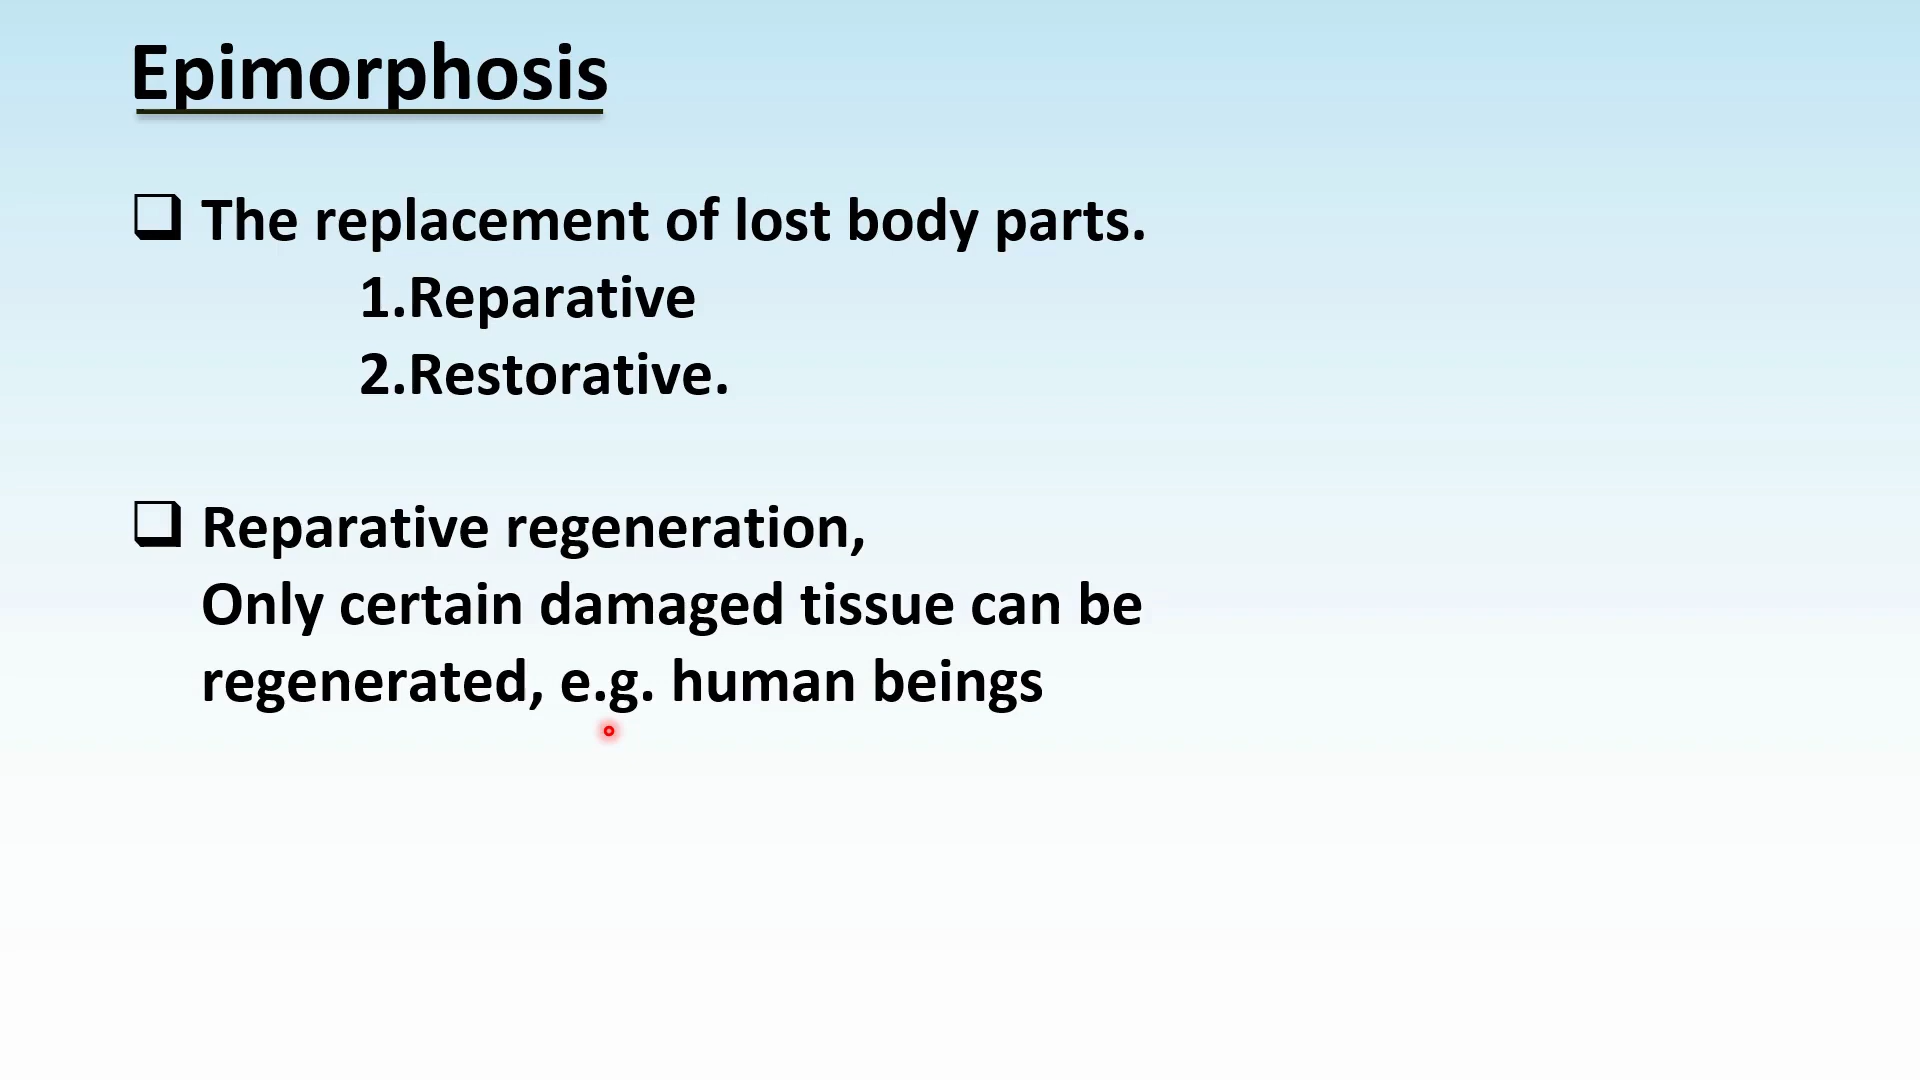 Epimorphosis
❑ The replacement of lost body parts.
1.Reparative
2.Restorative.
❑ Reparative regeneration,
Only certain damaged tissue can be
regenerated, e.g. human beings